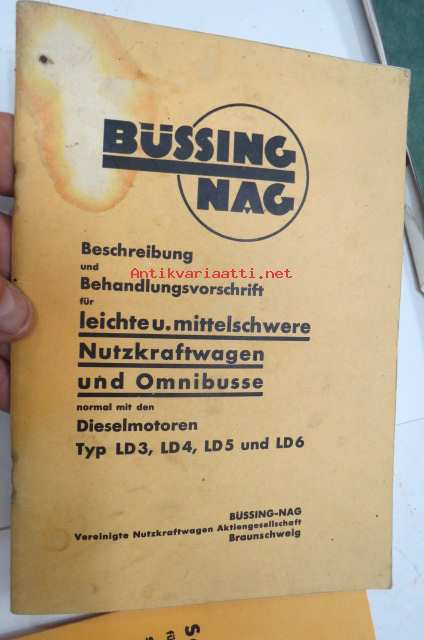 BÜSSING
NAG
Beschreibung
und
Antikvariaatti.net
Behandlungsvorschrift
für
leichte u. mittelschwere
Nutzkraftwagen
und Omnibusse
normal mit den
Dieselmotoren
Typ LD3, LD4, LD5 und LD6
BÜSSING-NAG
Vereinigte Nutzkraftwagen Aktiengesellschaft
Braunschweig